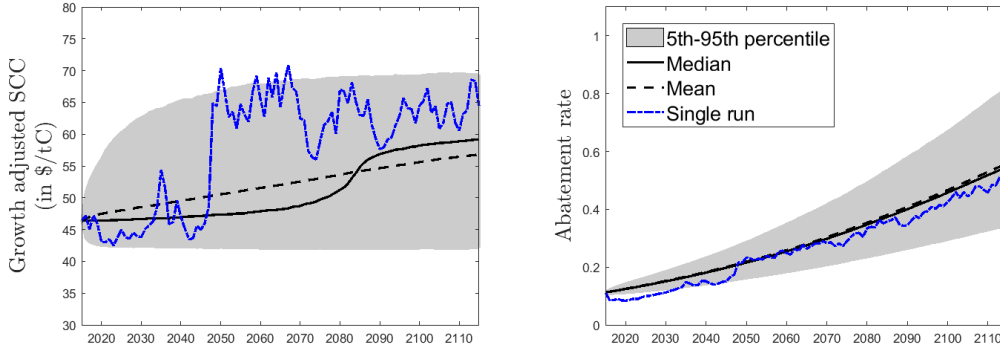 Growth adjusted SCC
(in $/tC)
80
75
70
65
60
55
50
45
40
35
30
2020 2030 2040 2050 2060 2070 2080 2090 2100 2110
Abatement rate
1
0.8
0.6
0.4
0.2
0
2020 2030 2040 2050 2060 2070 2080 2090 2100 2110
5th-95th percentile
Median
Mean
Single run